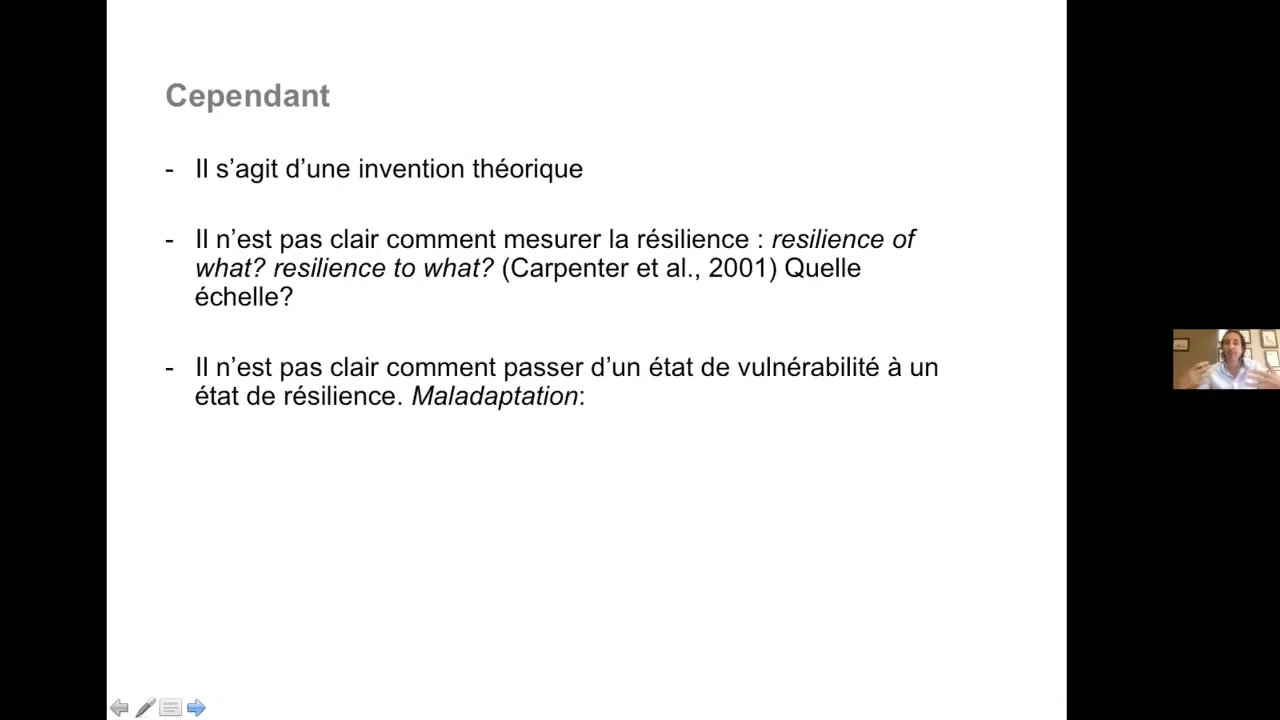 Cependant
- Il s’agit d’une invention théorique
- Il n’est pas clair comment mesurer la résilience : resilience of
what? resilience to what? (Carpenter et al., 2001) Quelle
échelle?
- Il n’est pas clair comment passer d’un état de vulnérabilité à un
état de résilience. Maladaptation: